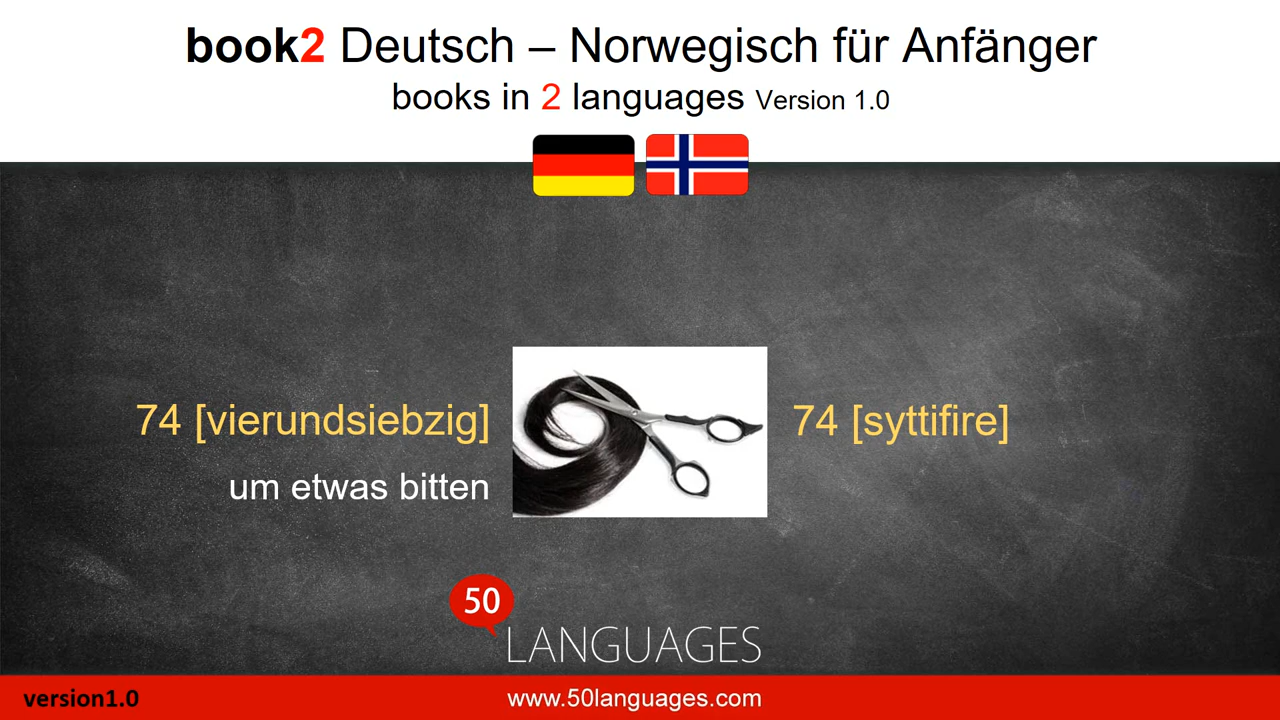 book2 Deutsch – Norwegisch für Anfänger
books in 2 languages Version 1.0
74 [vierundsiebzig]
um etwas bitten
74 [syttifire]
50
LANGUAGES
version1.0
www.50languages.com